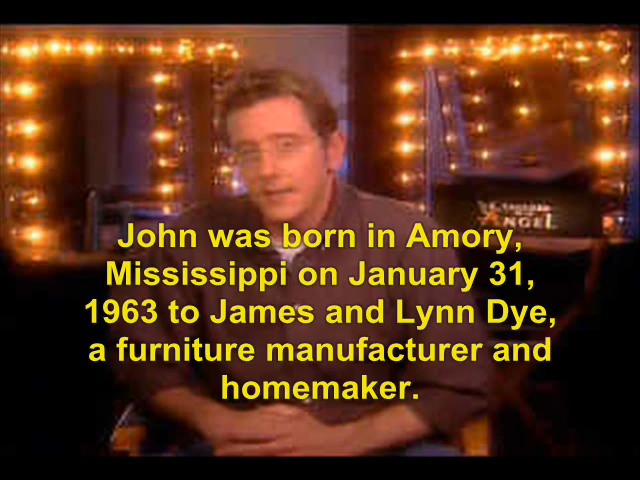 TOUCHED
ANGEL
John was born in Amory,
Mississippi on January 31,
1963 to James and Lynn Dye,
a furniture manufacturer and
homemaker.